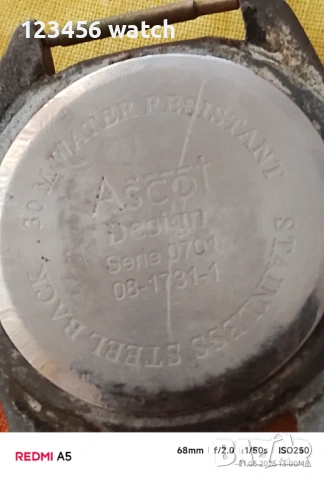 123456 watch
30 M. WATER RESISTANT
STAINLESS STEEL BACK
Ascot
Design
Serie 0701
08-1731-1
REDMI A5
68mm | f/2.0 | 1/50s | ISO250